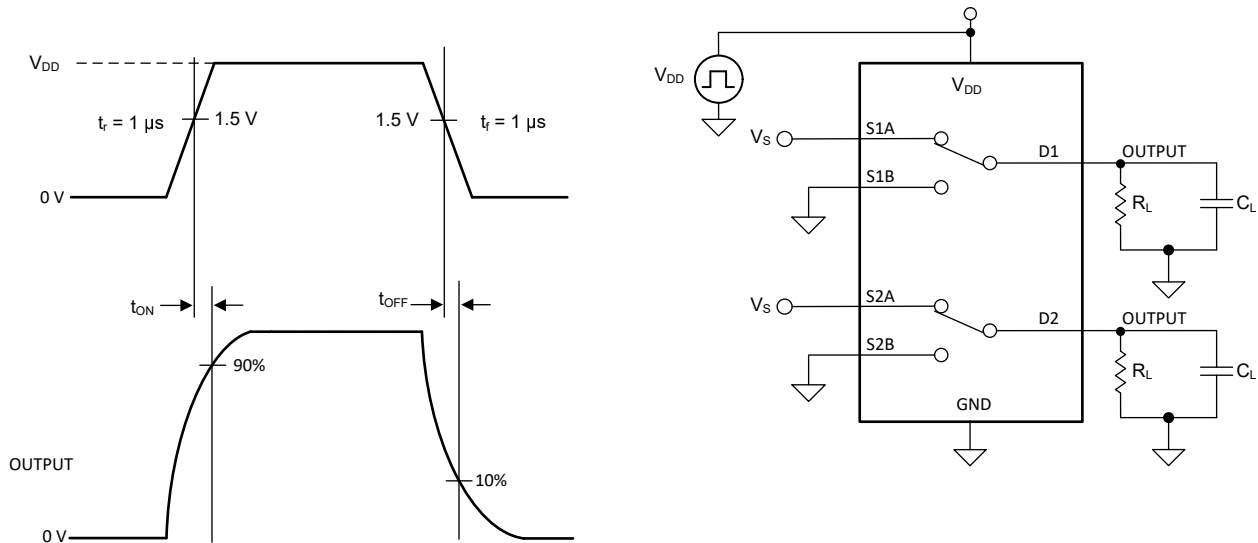 V_DD
t_r = 1 µs
1.5 V
1.5 V
t_f = 1 µs
0 V
t_ON
t_OFF
90%
OUTPUT
10%
0 V
V_DD
V_DD
V_S
S1A
D1
OUTPUT
S1B
R_L
C_L
V_S
S2A
D2
OUTPUT
S2B
R_L
C_L
GND